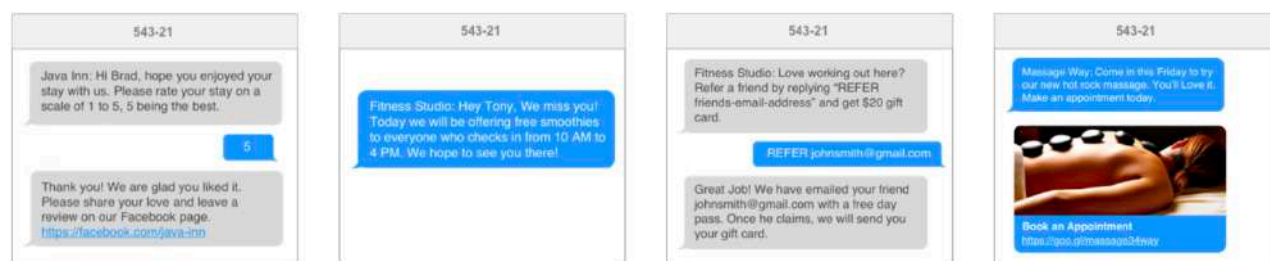 543-21
Java Inn: Hi Brad, hope you enjoyed your
stay with us. Please rate your stay on a
scale of 1 to 5, 5 being the best.
5
Thank you! We are glad you liked it.
Please share your love and leave a
review on our Facebook page.
https://facebook.com/java-inn
543-21
Fitness Studio: Hey Tony, We miss you!
Today we will be offering free smoothies
to everyone who checks in from 10 AM to
4 PM. We hope to see you there!
543-21
Fitness Studio: Love working out here?
Refer a friend by replying "REFER
friends-email-address" and get $20 gift
card.
REFER johnsmith@gmail.com
Great Job! We have emailed your friend
johnsmith@gmail.com with a free day
pass. Once he claims, we will send you
your gift card.
543-21
Massage Way: Come in this Friday to try
our new hot rock massage. You'll Love it.
Make an appointment today.
Book an Appointment
https://goo.gl/massage34way